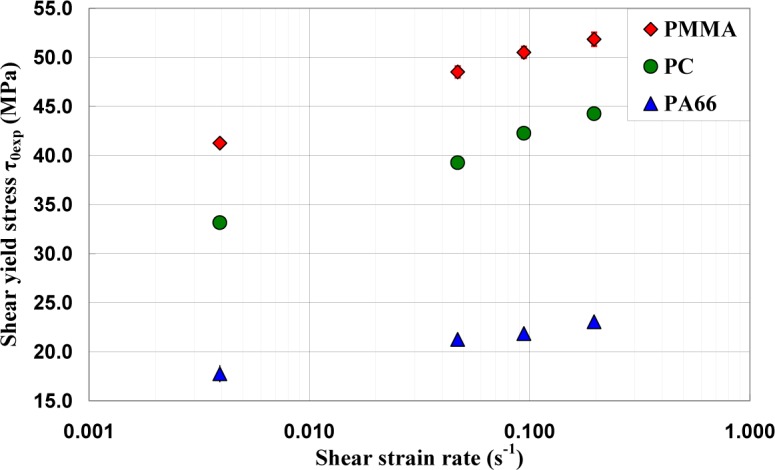 55.0
50.0
45.0
40.0
35.0
30.0
25.0
20.0
15.0
0.001
0.010
0.100
1.000
Shear strain rate (s-1)
Shear yield stress τ0exp (MPa)
PMMA
PC
PA66